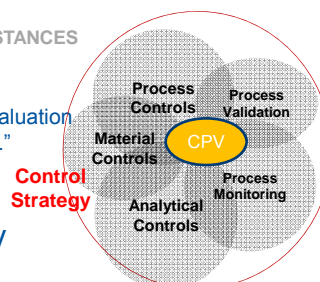 STANCES
Process
Controls
Process
Validation
aluation
.”
Material
Controls
CPV
Control
Strategy
Process
Monitoring
Analytical
Controls
y